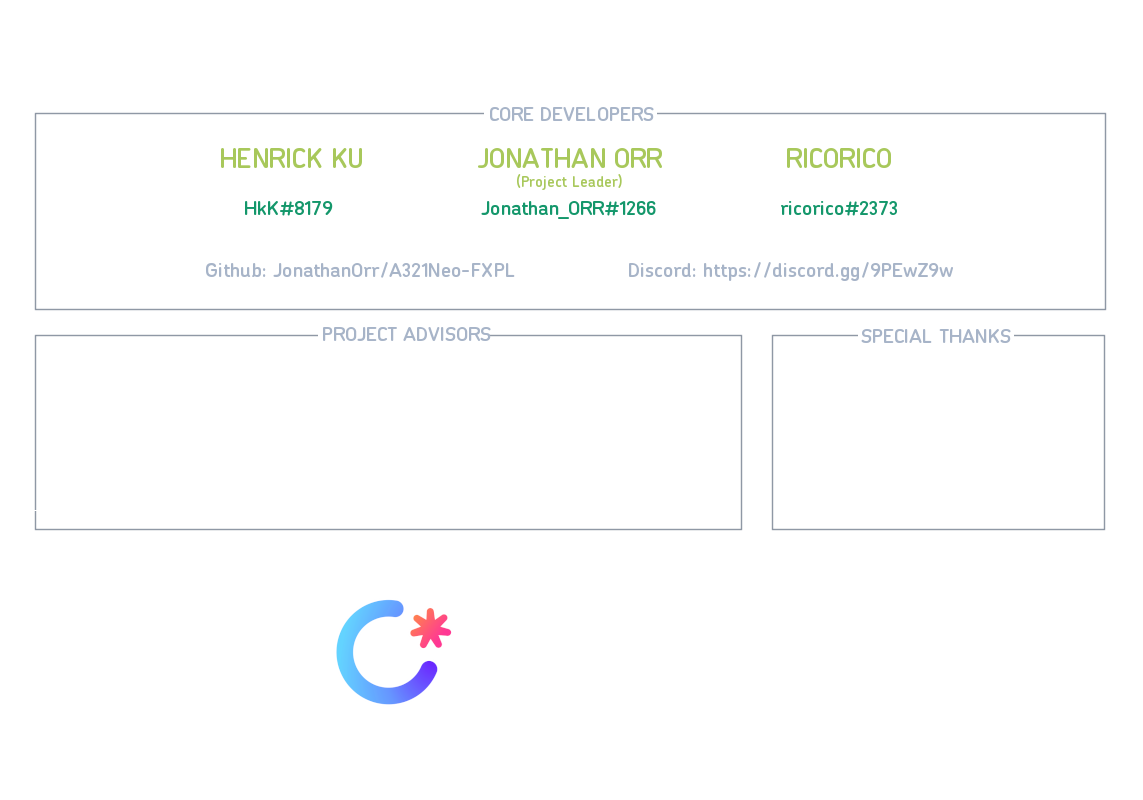 CORE DEVELOPERS
HENRICK KU
JONATHAN ORR
RICORICO
(Project Leader)
HkK#8179
Jonathan_ORR#1266
ricorico#2373
Github: JonathanOrr/A321Neo-FXPL
Discord: https://discord.gg/9PEwZ9w
PROJECT ADVISORS
SPECIAL THANKS